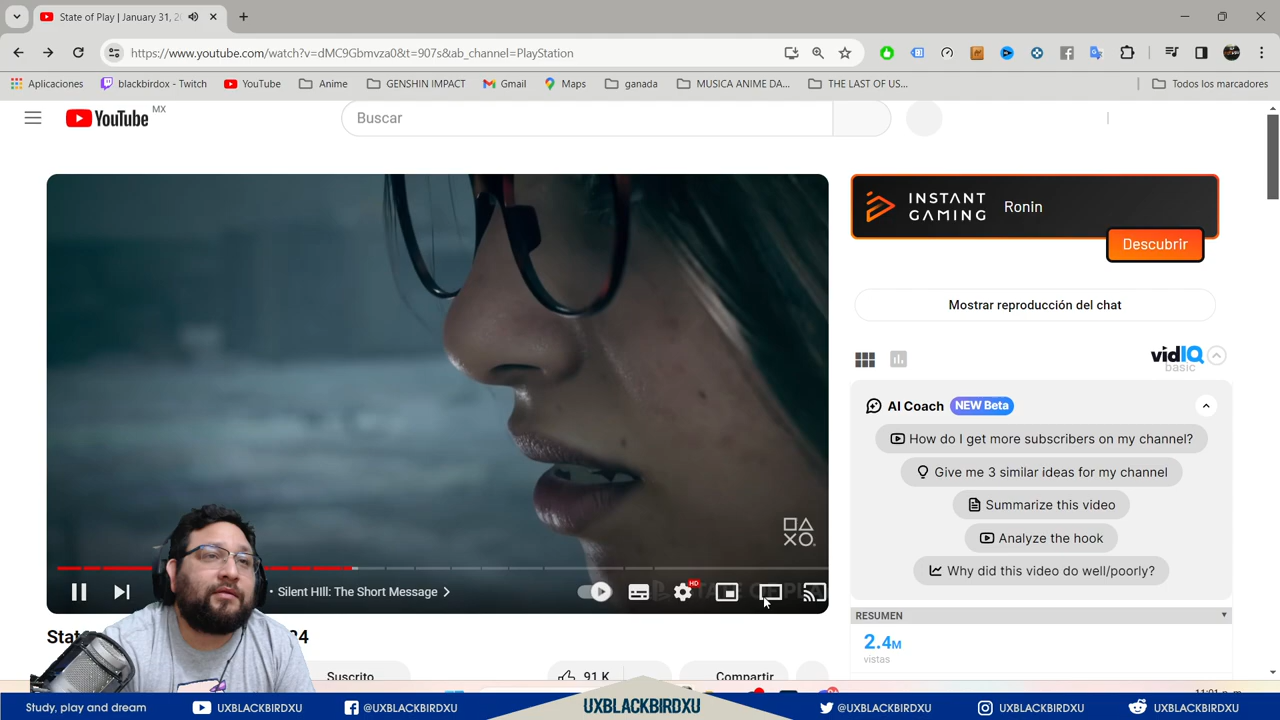 State of Play | January 31, 2
https://www.youtube.com/watch?v=dMC9Gbmvza0&t=907s&ab_channel=PlayStation
Aplicaciones
blackbirdox - Twitch
YouTube
Anime
GENSHIN IMPACT
Gmail
Maps
ganada
MUSICA ANIME DA...
THE LAST OF US...
Todos los marcadores
YouTube MX
Buscar
INSTANT GAMING
Ronin
Descubrir
Mostrar reproducción del chat
vidIQ
basic
AI Coach NEW Beta
How do I get more subscribers on my channel?
Give me 3 similar ideas for my channel
Summarize this video
Analyze the hook
Why did this video do well/poorly?
• Silent HIll: The Short Message
HD
RESUMEN
2.4M
vistas
Suscrito
91 K
Compartir
Study, play and dream
UXBLACKBIRDXU
@UXBLACKBIRDXU
UXBLACKBIRDXU
@UXBLACKBIRDXU
UXBLACKBIRDXU
UXBLACKBIRDXU